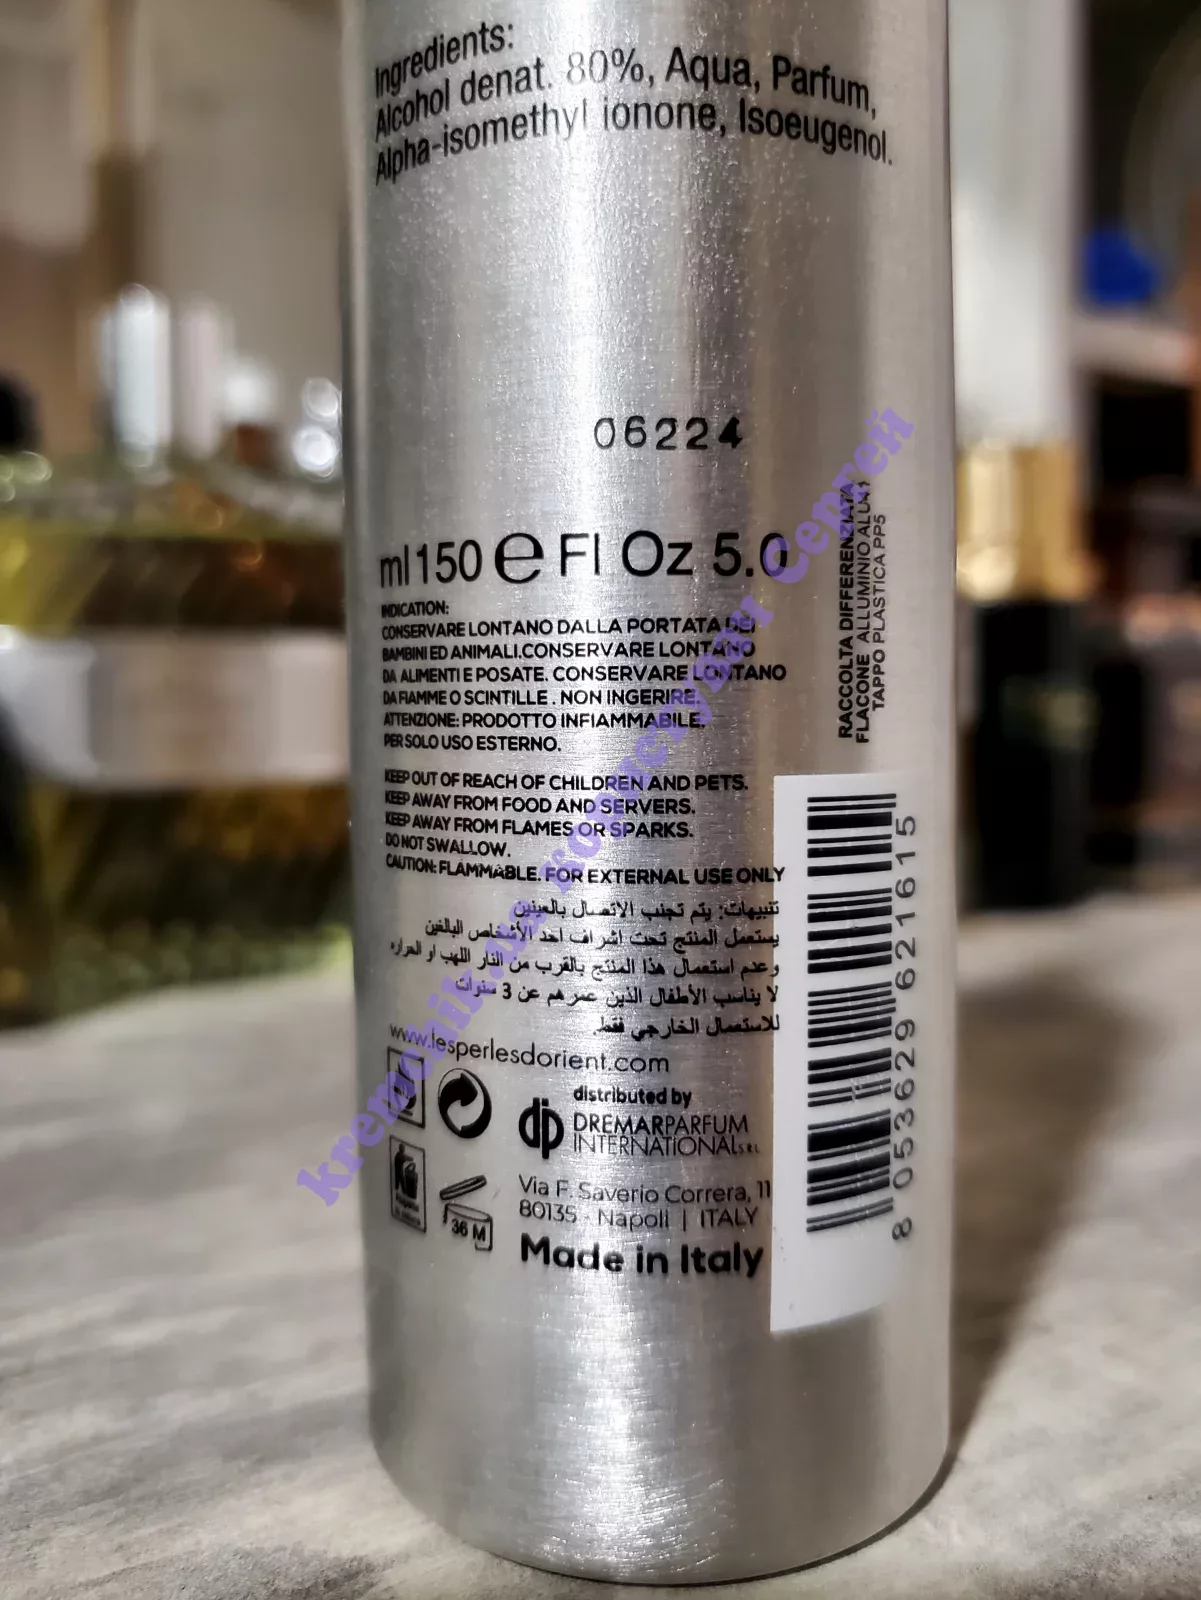 Ingredients:
Alcohol denat. 80%, Aqua, Parfum,
Alpha-isomethyl ionone, Isoeugenol.
06224
ml 150 e Fl Oz 5.0
INDICATION:
CONSERVARE LONTANO DALLA PORTATA DEI
BAMBINI ED ANIMALI.CONSERVARE LONTANO
DA ALIMENTI E POSATE. CONSERVARE LONTANO
DA FIAMME O SCINTILLE . NON INGERIRE.
ATTENZIONE: PRODOTTO INFIAMMABILE.
PER SOLO USO ESTERNO.
KEEP OUT OF REACH OF CHILDREN AND PETS.
KEEP AWAY FROM FOOD AND SERVERS.
KEEP AWAY FROM FLAMES OR SPARKS.
DO NOT SWALLOW.
CAUTION: FLAMMABLE. FOR EXTERNAL USE ONLY
تنبيهات: يتم تجنب الاتصال بالعينين
يستعمل المنتج تحت اشراف احد الأشخاص البالغين
وعدم استعمال هذا المنتج بالقرب من النار اللهب او الحراره
لا يناسب الأطفال الذين عمرهم عن 3 سنوات
للاستعمال الخارجي فقط.
www.lesperlesdorient.com
distributed by
dp
DREMARPARFUM
INTERNATIONAL S.R.L.
Via F. Saverio Correra, 11
80135 - Napoli | ITALY
Made in Italy
36 M
RACCOLTA DIFFERENZIATA
FLACONE ALLUMINIO ALU41
TAPPO PLASTICA PP5
8 053629 621615
kremchik.ua копистуми Сергей